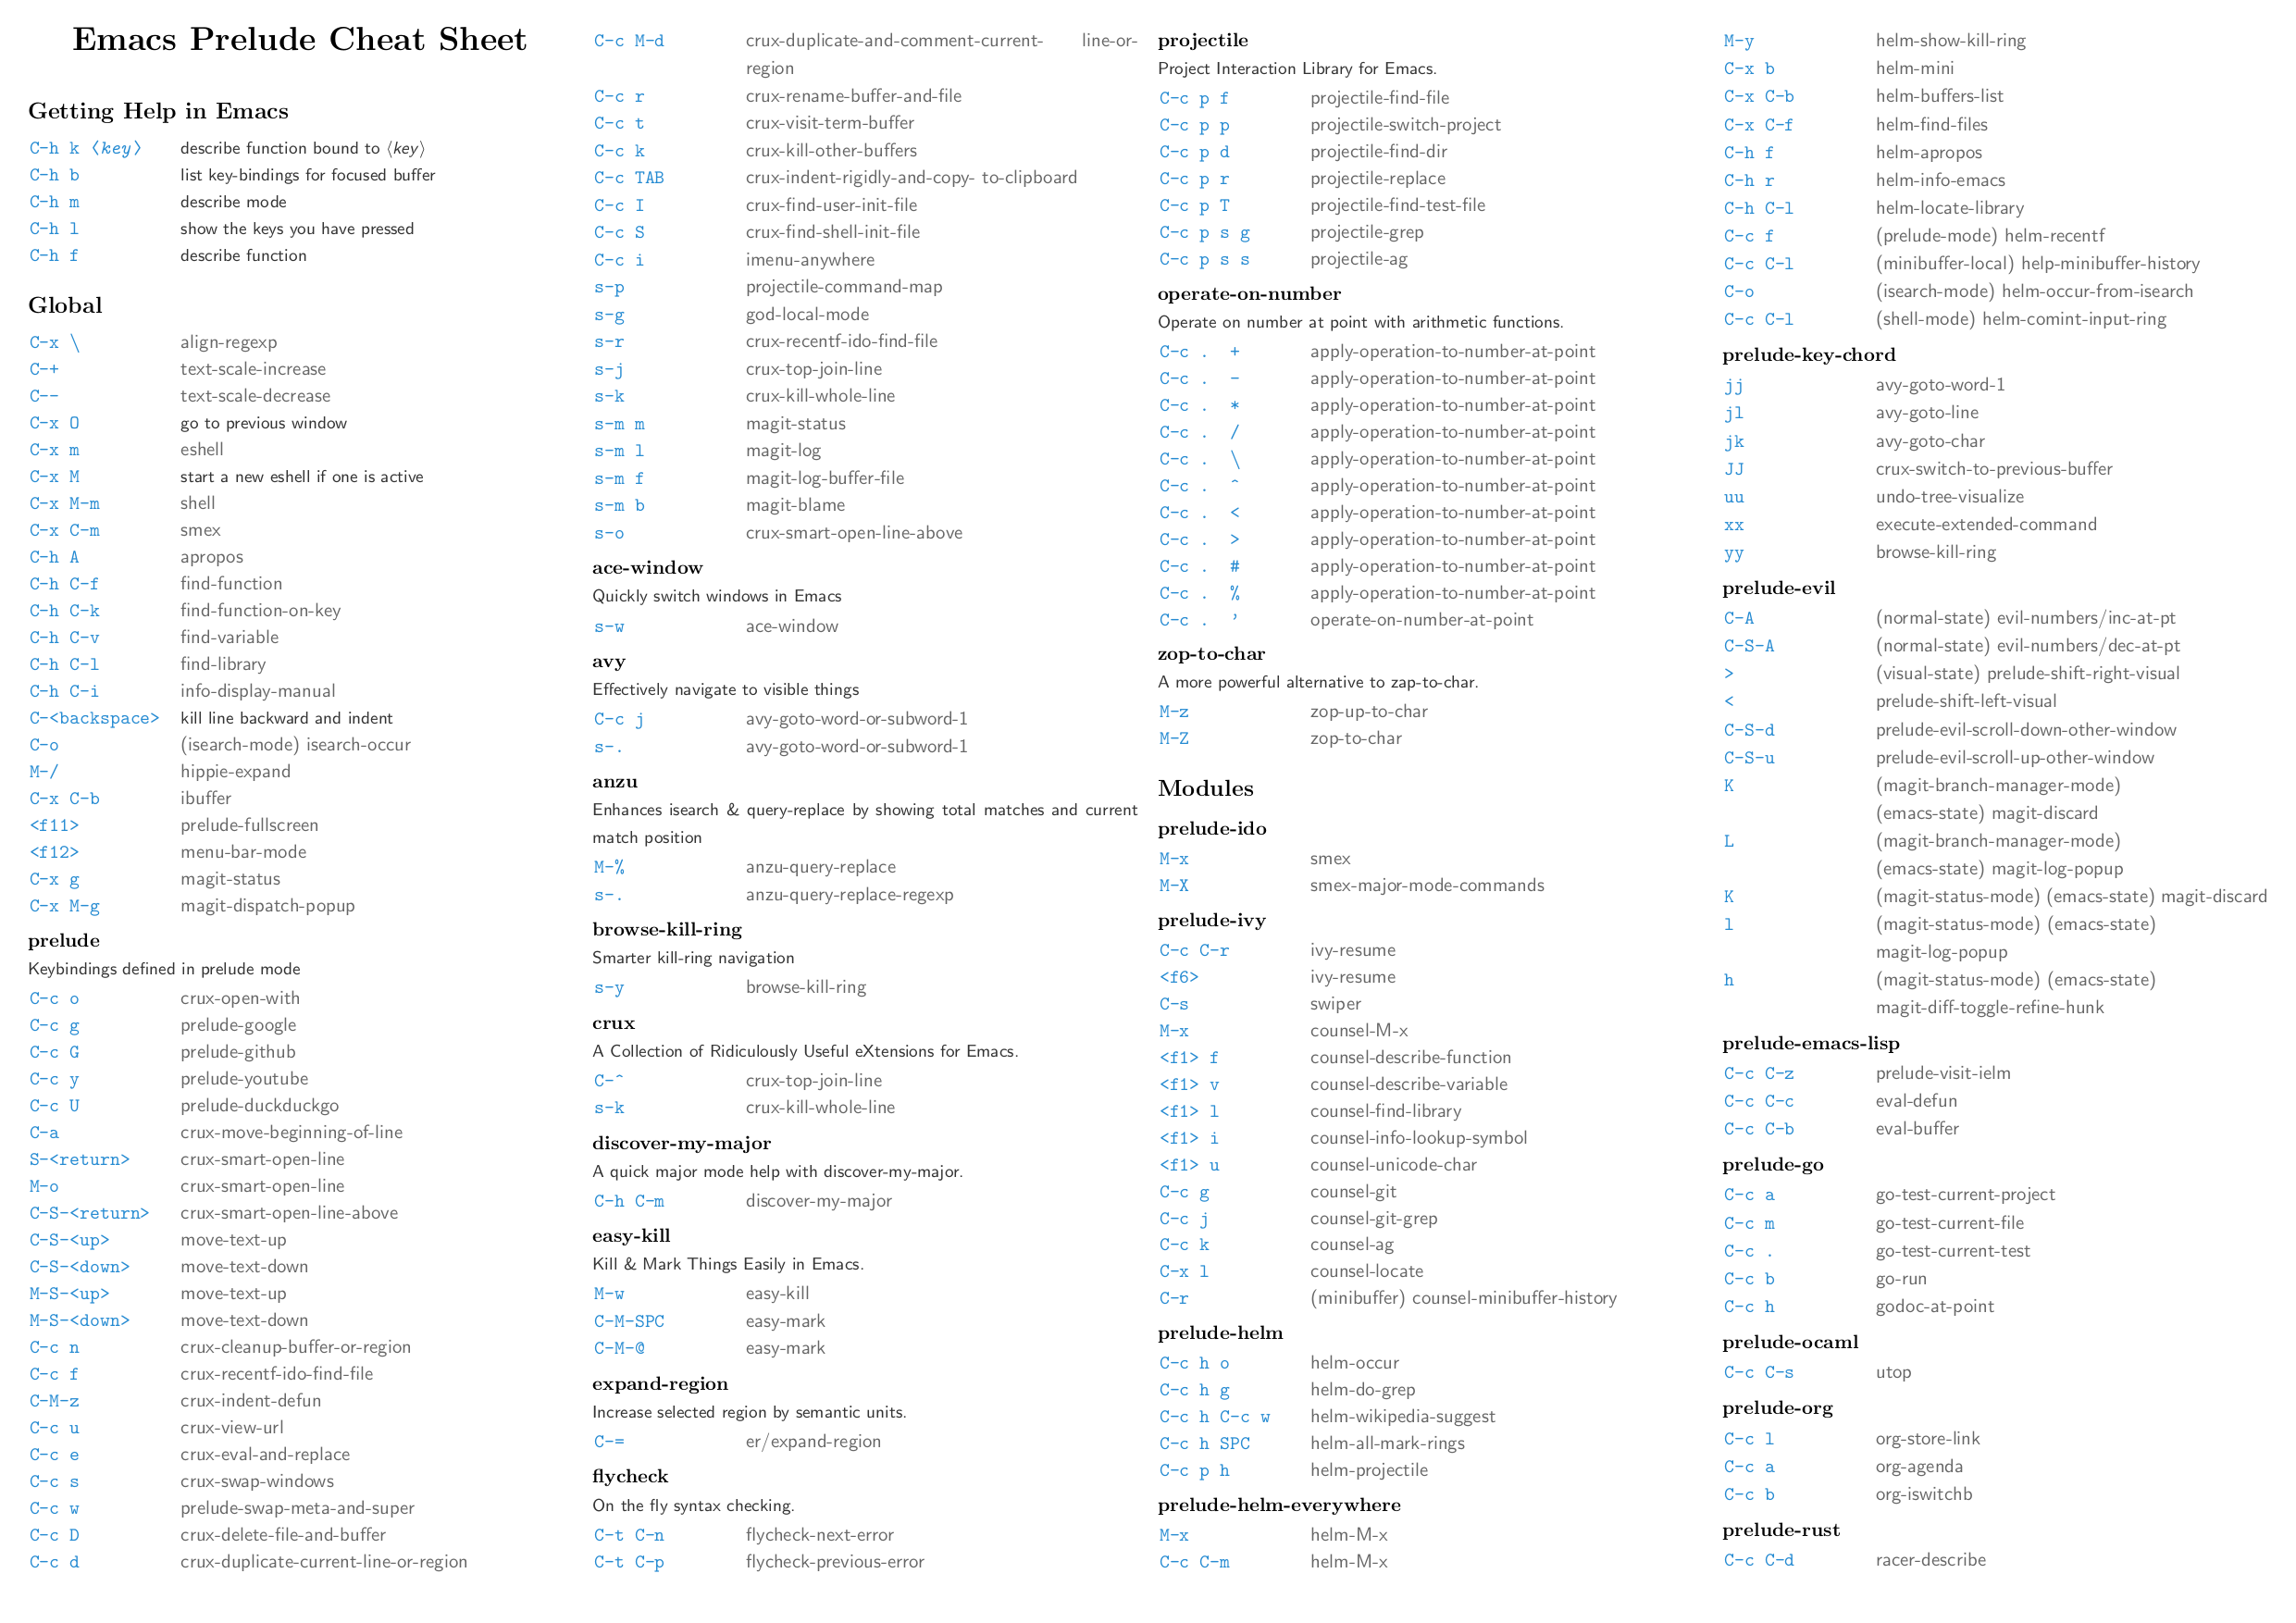 Emacs Prelude Cheat Sheet
Getting Help in Emacs
C-h k ⟨key⟩ describe function bound to ⟨key⟩
C-h b list key-bindings for focused buffer
C-h m describe mode
C-h l show the keys you have pressed
C-h f describe function
Global
C-x \ align-regexp
C-+ text-scale-increase
C-- text-scale-decrease
C-x O go to previous window
C-x m eshell
C-x M start a new eshell if one is active
C-x M-m shell
C-x C-m smex
C-h A apropos
C-h C-f find-function
C-h C-k find-function-on-key
C-h C-v find-variable
C-h C-l find-library
C-h C-i info-display-manual
C-<backspace> kill line backward and indent
C-o (isearch-mode) isearch-occur
M-/ hippie-expand
C-x C-b ibuffer
<f11> prelude-fullscreen
<f12> menu-bar-mode
C-x g magit-status
C-x M-g magit-dispatch-popup
prelude
Keybindings defined in prelude mode
C-c o crux-open-with
C-c g prelude-google
C-c G prelude-github
C-c y prelude-youtube
C-c U prelude-duckduckgo
C-a crux-move-beginning-of-line
S-<return> crux-smart-open-line
M-o crux-smart-open-line
C-S-<return> crux-smart-open-line-above
C-S-<up> move-text-up
C-S-<down> move-text-down
M-S-<up> move-text-up
M-S-<down> move-text-down
C-c n crux-cleanup-buffer-or-region
C-c f crux-recentf-ido-find-file
C-M-z crux-indent-defun
C-c u crux-view-url
C-c e crux-eval-and-replace
C-c s crux-swap-windows
C-c w prelude-swap-meta-and-super
C-c D crux-delete-file-and-buffer
C-c d crux-duplicate-current-line-or-region
C-c M-d crux-duplicate-and-comment-current- line-or-
region
C-c r crux-rename-buffer-and-file
C-c t crux-visit-term-buffer
C-c k crux-kill-other-buffers
C-c TAB crux-indent-rigidly-and-copy- to-clipboard
C-c I crux-find-user-init-file
C-c S crux-find-shell-init-file
C-c i imenu-anywhere
s-p projectile-command-map
s-g god-local-mode
s-r crux-recentf-ido-find-file
s-j crux-top-join-line
s-k crux-kill-whole-line
s-m m magit-status
s-m l magit-log
s-m f magit-log-buffer-file
s-m b magit-blame
s-o crux-smart-open-line-above
ace-window
Quickly switch windows in Emacs
s-w ace-window
avy
Effectively navigate to visible things
C-c j avy-goto-word-or-subword-1
s-. avy-goto-word-or-subword-1
anzu
Enhances isearch & query-replace by showing total matches and current
match position
M-% anzu-query-replace
s-. anzu-query-replace-regexp
browse-kill-ring
Smarter kill-ring navigation
s-y browse-kill-ring
crux
A Collection of Ridiculously Useful eXtensions for Emacs.
C-^ crux-top-join-line
s-k crux-kill-whole-line
discover-my-major
A quick major mode help with discover-my-major.
C-h C-m discover-my-major
easy-kill
Kill & Mark Things Easily in Emacs.
M-w easy-kill
C-M-SPC easy-mark
C-M-@ easy-mark
expand-region
Increase selected region by semantic units.
C-= er/expand-region
flycheck
On the fly syntax checking.
C-t C-n flycheck-next-error
C-t C-p flycheck-previous-error
projectile
Project Interaction Library for Emacs.
C-c p f projectile-find-file
C-c p p projectile-switch-project
C-c p d projectile-find-dir
C-c p r projectile-replace
C-c p T projectile-find-test-file
C-c p s g projectile-grep
C-c p s s projectile-ag
operate-on-number
Operate on number at point with arithmetic functions.
C-c . + apply-operation-to-number-at-point
C-c . - apply-operation-to-number-at-point
C-c . * apply-operation-to-number-at-point
C-c . / apply-operation-to-number-at-point
C-c . \ apply-operation-to-number-at-point
C-c . ^ apply-operation-to-number-at-point
C-c . < apply-operation-to-number-at-point
C-c . > apply-operation-to-number-at-point
C-c . # apply-operation-to-number-at-point
C-c . % apply-operation-to-number-at-point
C-c . ’ operate-on-number-at-point
zop-to-char
A more powerful alternative to zap-to-char.
M-z zop-up-to-char
M-Z zop-to-char
Modules
prelude-ido
M-x smex
M-X smex-major-mode-commands
prelude-ivy
C-c C-r ivy-resume
<f6> ivy-resume
C-s swiper
M-x counsel-M-x
<f1> f counsel-describe-function
<f1> v counsel-describe-variable
<f1> l counsel-find-library
<f1> i counsel-info-lookup-symbol
<f1> u counsel-unicode-char
C-c g counsel-git
C-c j counsel-git-grep
C-c k counsel-ag
C-x l counsel-locate
C-r (minibuffer) counsel-minibuffer-history
prelude-helm
C-c h o helm-occur
C-c h g helm-do-grep
C-c h C-c w helm-wikipedia-suggest
C-c h SPC helm-all-mark-rings
C-c p h helm-projectile
prelude-helm-everywhere
M-x helm-M-x
C-c C-m helm-M-x
M-y helm-show-kill-ring
C-x b helm-mini
C-x C-b helm-buffers-list
C-x C-f helm-find-files
C-h f helm-apropos
C-h r helm-info-emacs
C-h C-l helm-locate-library
C-c f (prelude-mode) helm-recentf
C-c C-l (minibuffer-local) help-minibuffer-history
C-o (isearch-mode) helm-occur-from-isearch
C-c C-l (shell-mode) helm-comint-input-ring
prelude-key-chord
jj avy-goto-word-1
jl avy-goto-line
jk avy-goto-char
JJ crux-switch-to-previous-buffer
uu undo-tree-visualize
xx execute-extended-command
yy browse-kill-ring
prelude-evil
C-A (normal-state) evil-numbers/inc-at-pt
C-S-A (normal-state) evil-numbers/dec-at-pt
> (visual-state) prelude-shift-right-visual
< prelude-shift-left-visual
C-S-d prelude-evil-scroll-down-other-window
C-S-u prelude-evil-scroll-up-other-window
K (magit-branch-manager-mode)
(emacs-state) magit-discard
L (magit-branch-manager-mode)
(emacs-state) magit-log-popup
K (magit-status-mode) (emacs-state) magit-discard
l (magit-status-mode) (emacs-state)
magit-log-popup
h (magit-status-mode) (emacs-state)
magit-diff-toggle-refine-hunk
prelude-emacs-lisp
C-c C-z prelude-visit-ielm
C-c C-c eval-defun
C-c C-b eval-buffer
prelude-go
C-c a go-test-current-project
C-c m go-test-current-file
C-c . go-test-current-test
C-c b go-run
C-c h godoc-at-point
prelude-ocaml
C-c C-s utop
prelude-org
C-c l org-store-link
C-c a org-agenda
C-c b org-iswitchb
prelude-rust
C-c C-d racer-describe